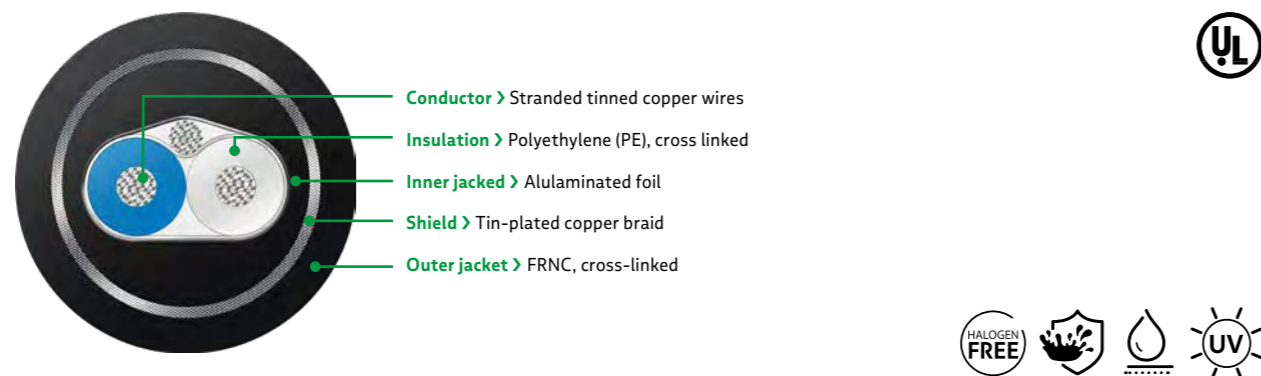 UL
Conductor › Stranded tinned copper wires
Insulation › Polyethylene (PE), cross linked
Inner jacked › Alulaminated foil
Shield › Tin-plated copper braid
Outer jacket › FRNC, cross-linked
HALOGEN
FREE
UV